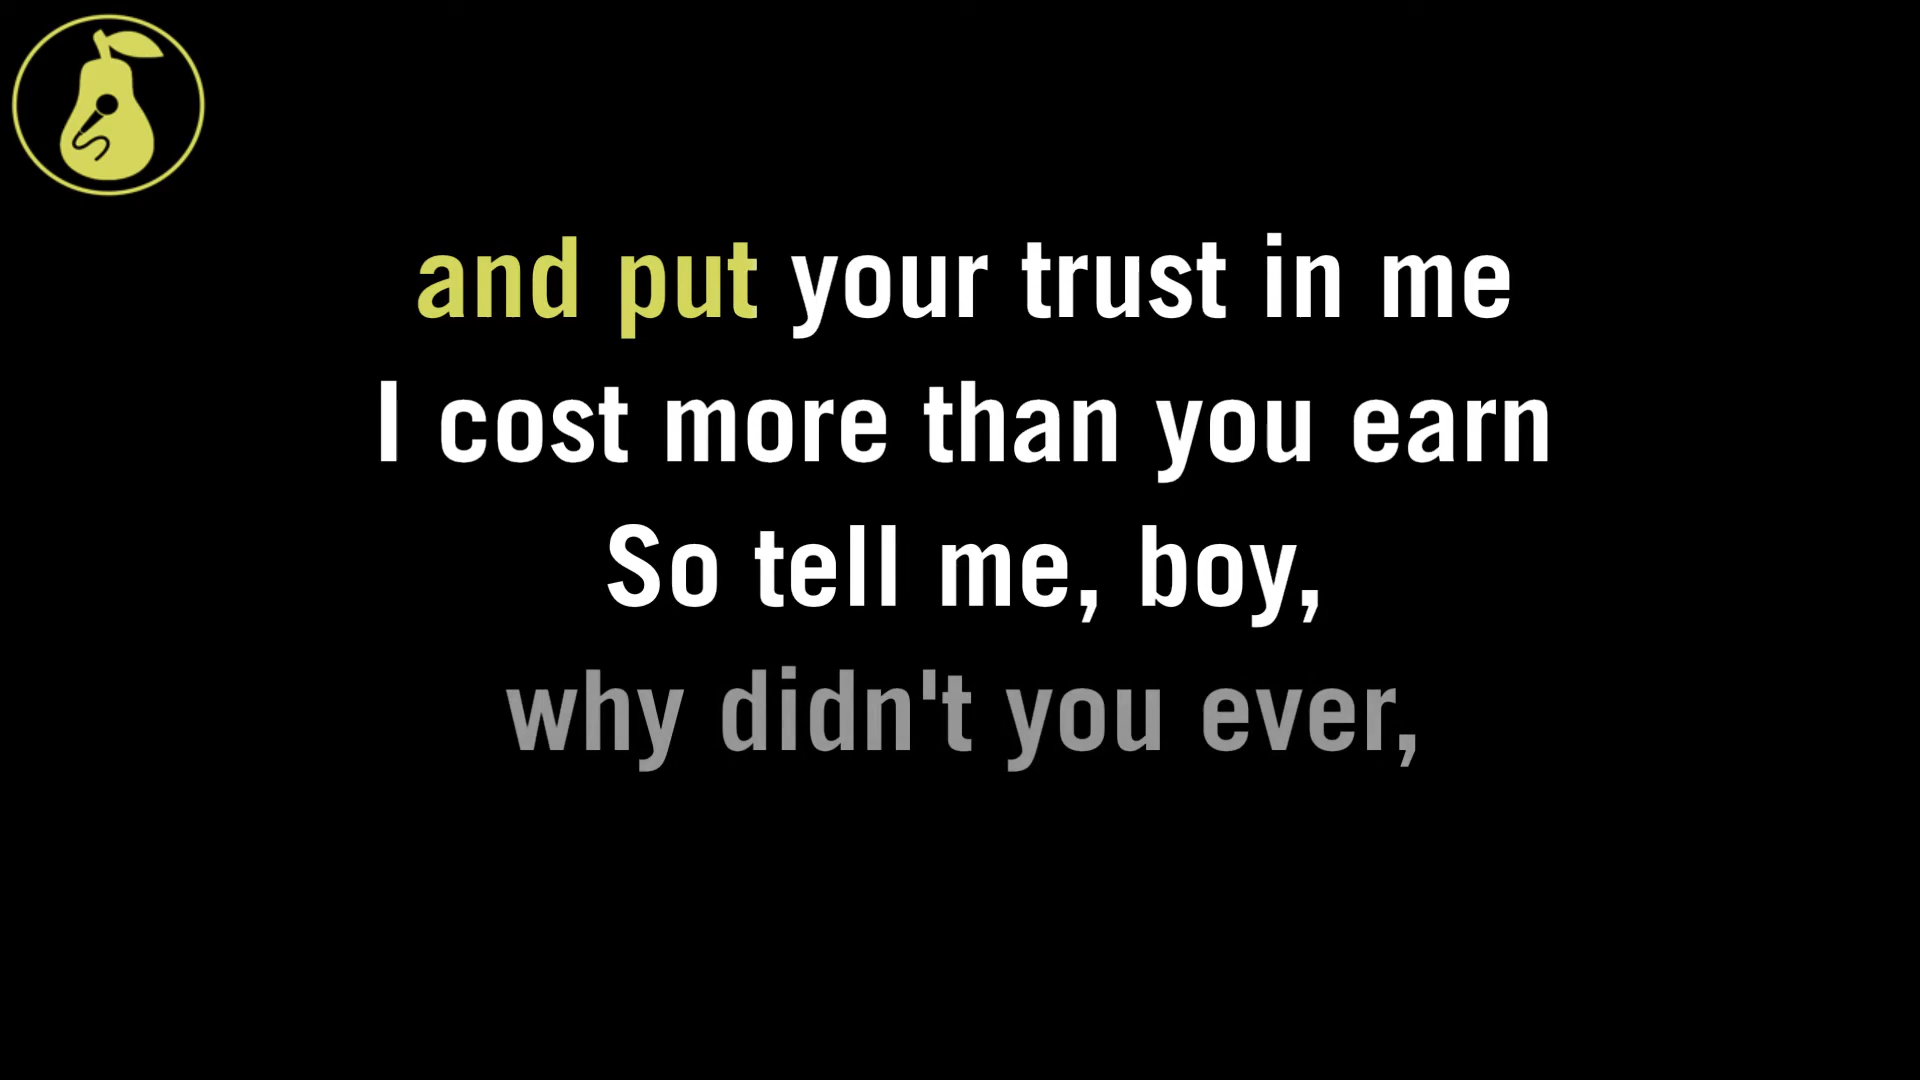 and put your trust in me
I cost more than you earn
So tell me, boy,
why didn't you ever,